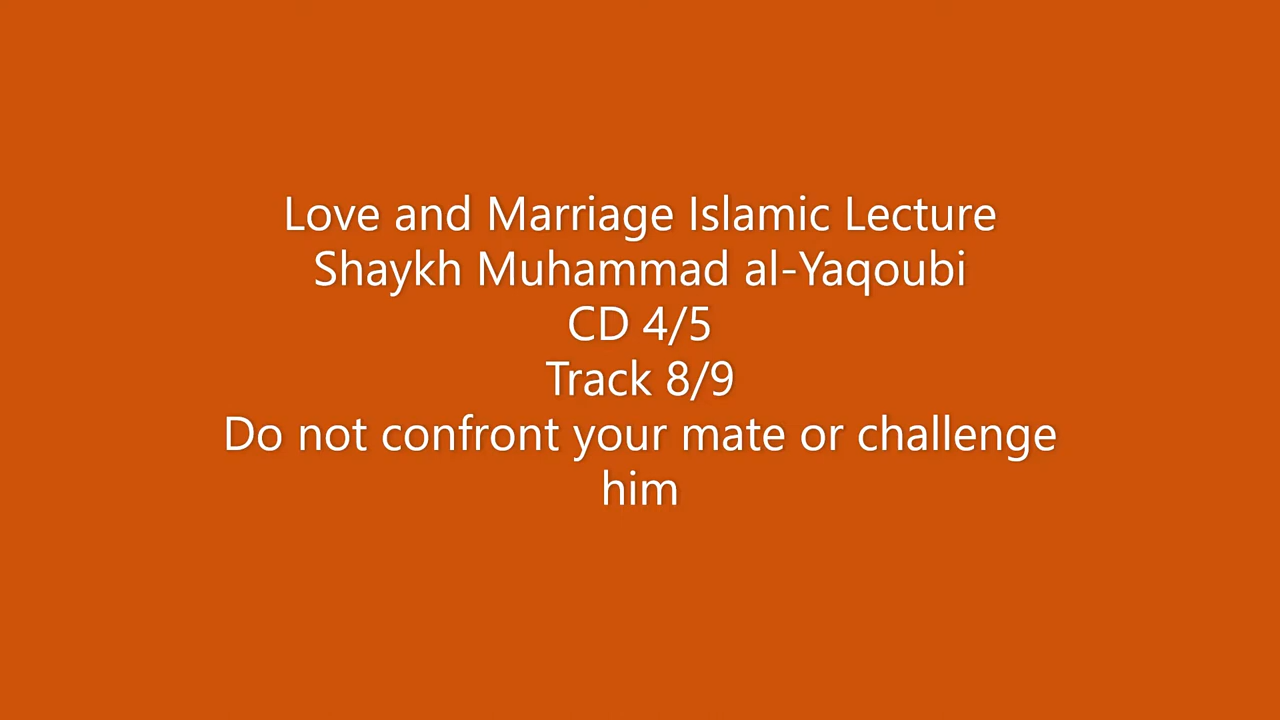 Love and Marriage Islamic Lecture
Shaykh Muhammad al-Yaqoubi
CD 4/5
Track 8/9
Do not confront your mate or challenge
him